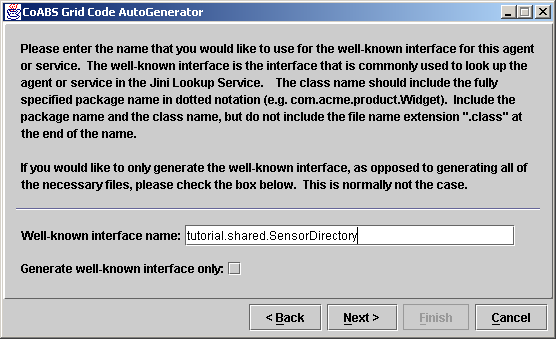 CoABS Grid Code AutoGenerator
Please enter the name that you would like to use for the well-known interface for this agent
or service.  The well-known interface is the interface that is commonly used to look up the
agent or service in the Jini Lookup Service.    The class name should include the fully
specified package name in dotted notation (e.g. com.acme.product.Widget).  Include the
package name and the class name, but do not include the file name extension ".class" at
the end of the name.
If you would like to only generate the well-known interface, as opposed to generating all of
the necessary files, please check the box below.  This is normally not the case.
Well-known interface name: tutorial.shared.SensorDirectory
Generate well-known interface only:
< Back Next > Finish Cancel